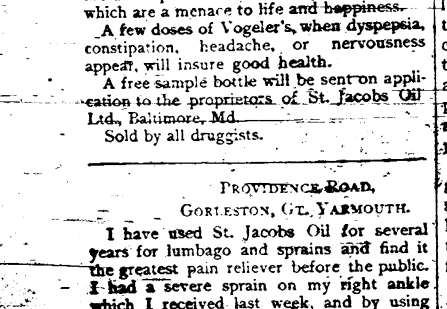 which are a menace to life and happiness.
A few doses of Vogeler's, when dyspepsia,
constipation, headache, or nervousness
appear, will insure good health.
A free sample bottle will be sent on appli-
cation to the proprietors of St. Jacobs Oil
Ltd., Baltimore, Md.
Sold by all druggists.
PROVIDENCE ROAD,
GORLESTON, GT. YARMOUTH.
I have used St. Jacobs Oil for several
years for lumbago and sprains and find it
the greatest pain reliever before the public.
I had a severe sprain on my right ankle
which I received last week, and by using